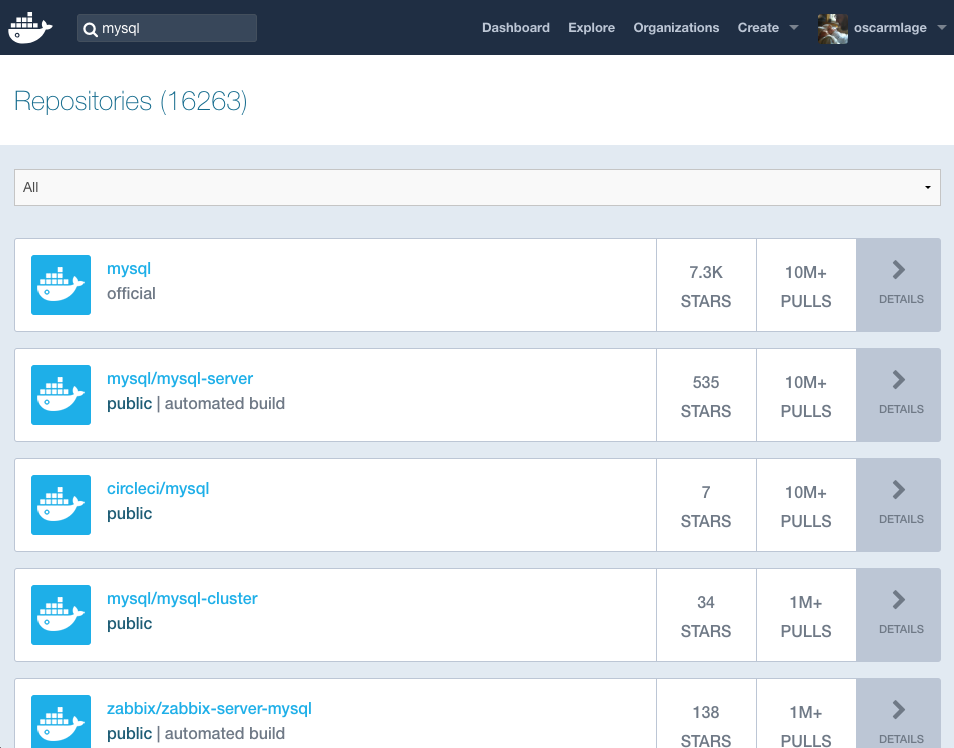 mysql
Dashboard Explore Organizations Create oscarmlage
Repositories (16263)
All
mysql
official
7.3K
STARS
10M+
PULLS
DETAILS
mysql/mysql-server
public | automated build
535
STARS
10M+
PULLS
DETAILS
circleci/mysql
public
7
STARS
10M+
PULLS
DETAILS
mysql/mysql-cluster
public
34
STARS
1M+
PULLS
DETAILS
zabbix/zabbix-server-mysql
public | automated build
138
STARS
1M+
PULLS
DETAILS